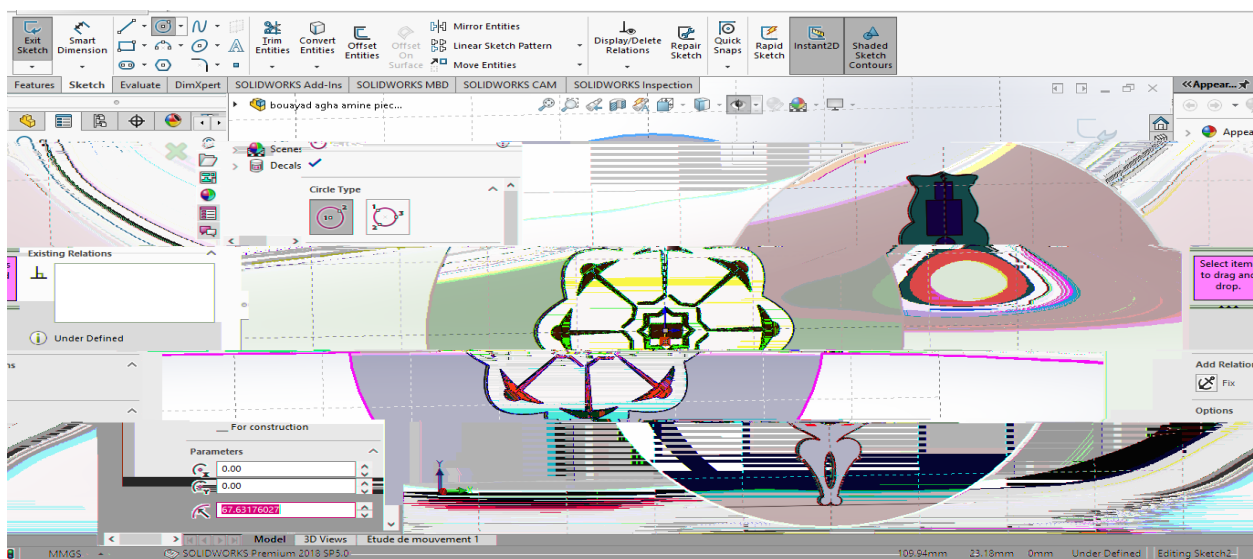 Exit Sketch
Smart Dimension
Trim Entities
Convert Entities
Offset Entities
Offset On Surface
Mirror Entities
Linear Sketch Pattern
Move Entities
Display/Delete Relations
Repair Sketch
Quick Snaps
Rapid Sketch
Instant2D
Shaded Sketch Contours
Features Sketch Evaluate DimXpert SOLIDWORKS Add-Ins SOLIDWORKS MBD SOLIDWORKS CAM SOLIDWORKS Inspection
<<Appear...
bouayad agha amine piec...
Appea
Scenes
Decals
Circle Type
Existing Relations
Select item
to drag and
drop.
Under Defined
ns
Add Relation
Fix
Options
For construction
Parameters
0.00
0.00
67.63176027
Model 3D Views Etude de mouvement 1
MMGS SOLIDWORKS Premium 2018 SP5.0 109.94mm 23.18mm 0mm Under Defined Editing Sketch2